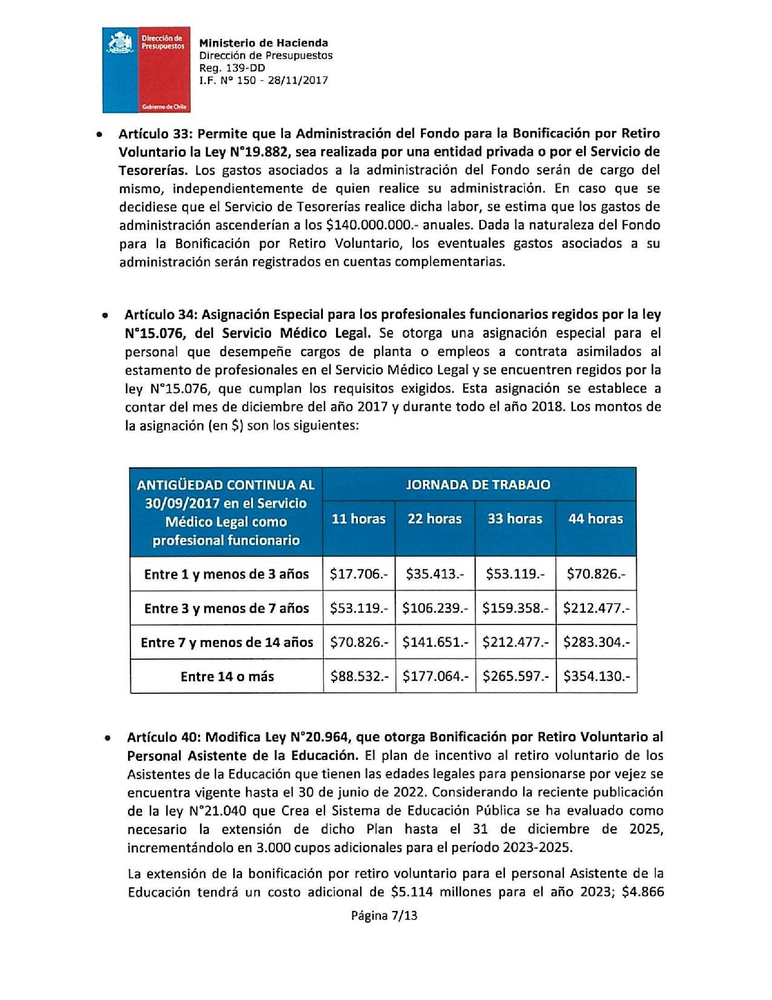 Dirección de
Presupuestos
Gobierno de Chile
Ministerio de Hacienda
Dirección de Presupuestos
Reg. 139-DD
I.F. N° 150 - 28/11/2017
• Artículo 33: Permite que la Administración del Fondo para la Bonificación por Retiro
Voluntario la Ley N°19.882, sea realizada por una entidad privada o por el Servicio de
Tesorerías. Los gastos asociados a la administración del Fondo serán de cargo del
mismo, independientemente de quien realice su administración. En caso que se
decidiese que el Servicio de Tesorerías realice dicha labor, se estima que los gastos de
administración ascenderían a los $140.000.000.- anuales. Dada la naturaleza del Fondo
para la Bonificación por Retiro Voluntario, los eventuales gastos asociados a su
administración serán registrados en cuentas complementarias.
• Artículo 34: Asignación Especial para los profesionales funcionarios regidos por la ley
N°15.076, del Servicio Médico Legal. Se otorga una asignación especial para el
personal que desempeñe cargos de planta o empleos a contrata asimilados al
estamento de profesionales en el Servicio Médico Legal y se encuentren regidos por la
ley N°15.076, que cumplan los requisitos exigidos. Esta asignación se establece a
contar del mes de diciembre del año 2017 y durante todo el año 2018. Los montos de
la asignación (en $) son los siguientes:
ANTIGÜEDAD CONTINUA AL
30/09/2017 en el Servicio
Médico Legal como
profesional funcionario
JORNADA DE TRABAJO
11 horas 22 horas 33 horas 44 horas
Entre 1 y menos de 3 años $17.706.- $35.413.- $53.119.- $70.826.-
Entre 3 y menos de 7 años $53.119.- $106.239.- $159.358.- $212.477.-
Entre 7 y menos de 14 años $70.826.- $141.651.- $212.477.- $283.304.-
Entre 14 o más $88.532.- $177.064.- $265.597.- $354.130.-
• Artículo 40: Modifica Ley N°20.964, que otorga Bonificación por Retiro Voluntario al
Personal Asistente de la Educación. El plan de incentivo al retiro voluntario de los
Asistentes de la Educación que tienen las edades legales para pensionarse por vejez se
encuentra vigente hasta el 30 de junio de 2022. Considerando la reciente publicación
de la ley N°21.040 que Crea el Sistema de Educación Pública se ha evaluado como
necesario la extensión de dicho Plan hasta el 31 de diciembre de 2025,
incrementándolo en 3.000 cupos adicionales para el período 2023-2025.
La extensión de la bonificación por retiro voluntario para el personal Asistente de la
Educación tendrá un costo adicional de $5.114 millones para el año 2023; $4.866
Página 7/13